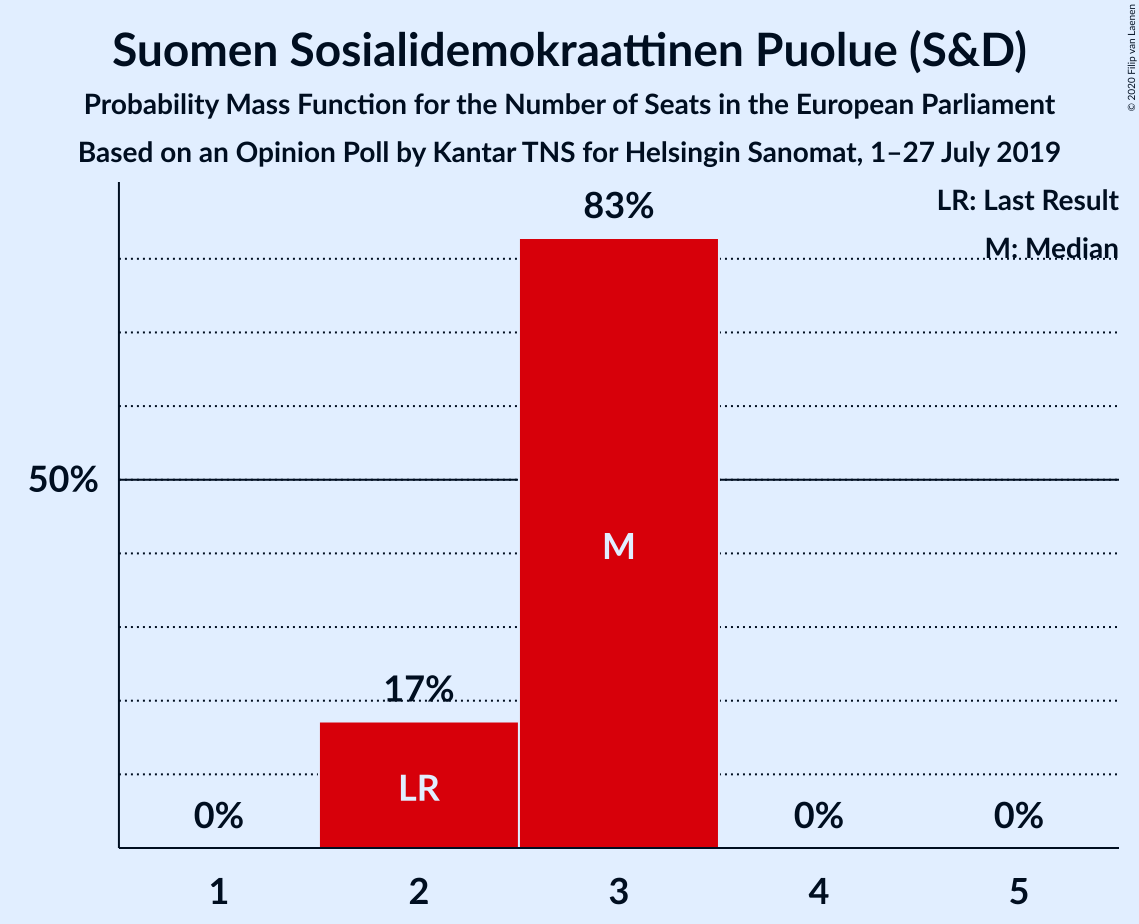 Suomen Sosialidemokraattinen Puolue (S&D)
Probability Mass Function for the Number of Seats in the European Parliament
Based on an Opinion Poll by Kantar TNS for Helsingin Sanomat, 1–27 July 2019
© 2020 Filip van Laenen
LR: Last Result
M: Median
83%
50%
M
17%
LR
0%
0%
0%
1 2 3 4 5